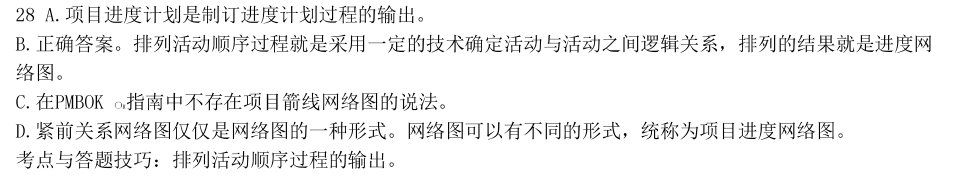 28 A.项目进度计划是制订进度计划过程的输出。
B.正确答案。排列活动顺序过程就是采用一定的技术确定活动与活动之间逻辑关系，排列的结果就是进度网
络图。
C.在PMBOK 指南中不存在项目箭线网络图的说法。
D.紧前关系网络图仅仅是网络图的一种形式。网络图可以有不同的形式，统称为项目进度网络图。
考点与答题技巧：排列活动顺序过程的输出。